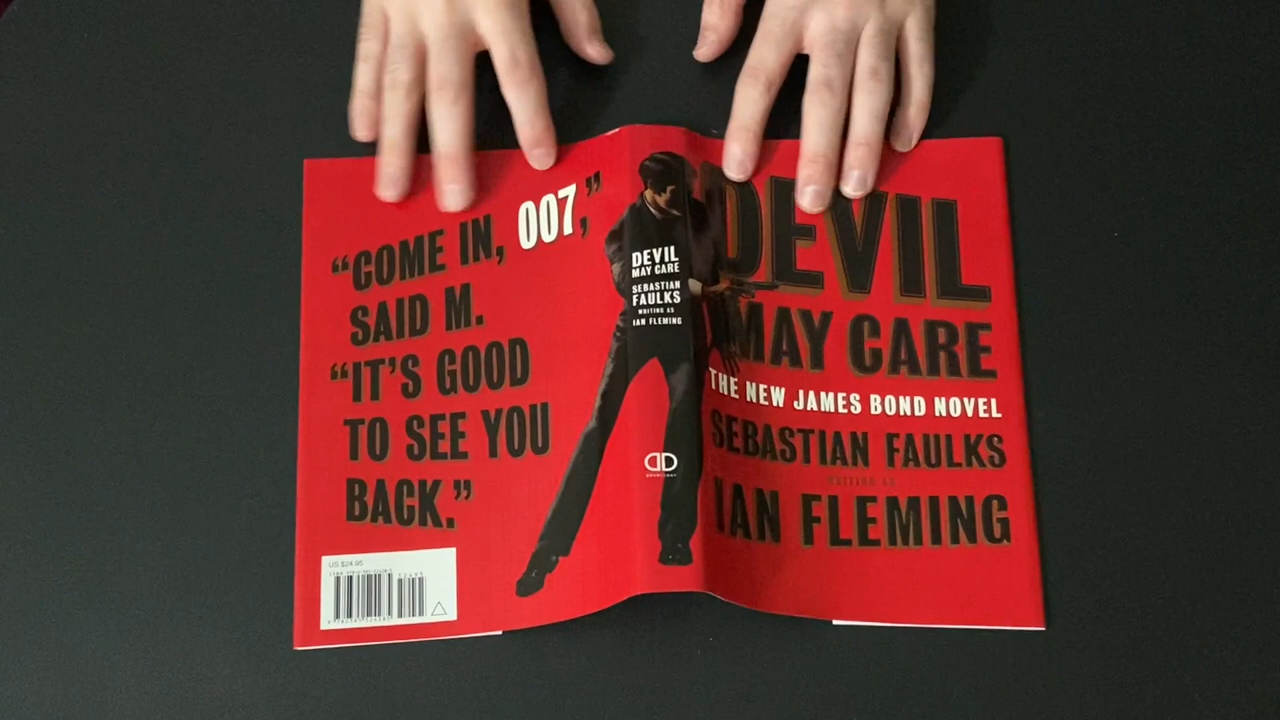 “COME IN, 007,”
SAID M.
“IT’S GOOD
TO SEE YOU
BACK.”
US $24.95
52495
DEVIL
MAY CARE
SEBASTIAN
FAULKS
WRITING AS
IAN FLEMING
DEVIL
MAY CARE
THE NEW JAMES BOND NOVEL
SEBASTIAN FAULKS
WRITING AS
IAN FLEMING